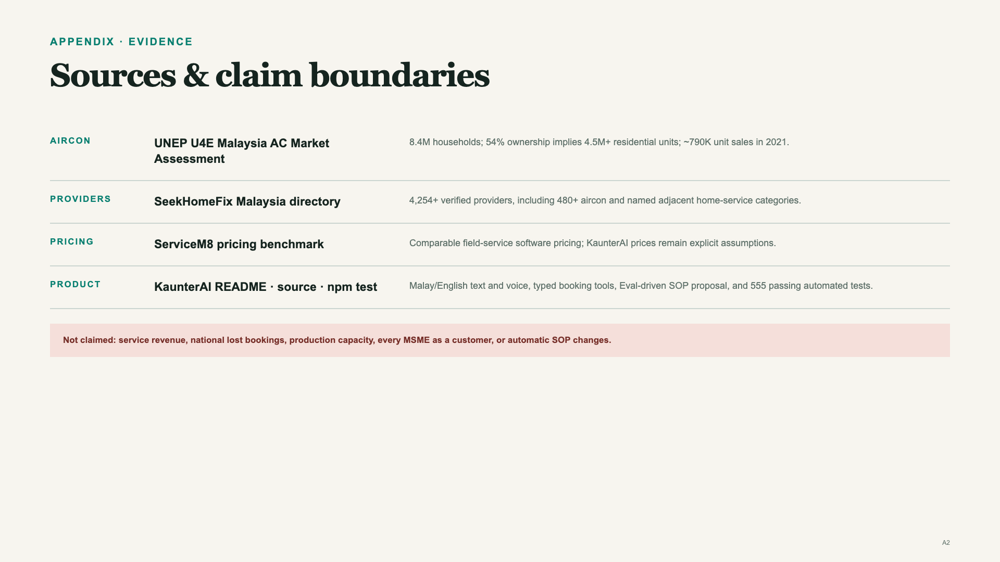 APPENDIX · EVIDENCE
Sources & claim boundaries
AIRCON
UNEP U4E Malaysia AC Market
Assessment
8.4M households; 54% ownership implies 4.5M+ residential units; ~790K unit sales in 2021.
PROVIDERS
SeekHomeFix Malaysia directory
4,254+ verified providers, including 480+ aircon and named adjacent home-service categories.
PRICING
ServiceM8 pricing benchmark
Comparable field-service software pricing; KaunterAI prices remain explicit assumptions.
PRODUCT
KaunterAI README · source · npm test
Malay/English text and voice, typed booking tools, Eval-driven SOP proposal, and 555 passing automated tests.
Not claimed: service revenue, national lost bookings, production capacity, every MSME as a customer, or automatic SOP changes.
A2